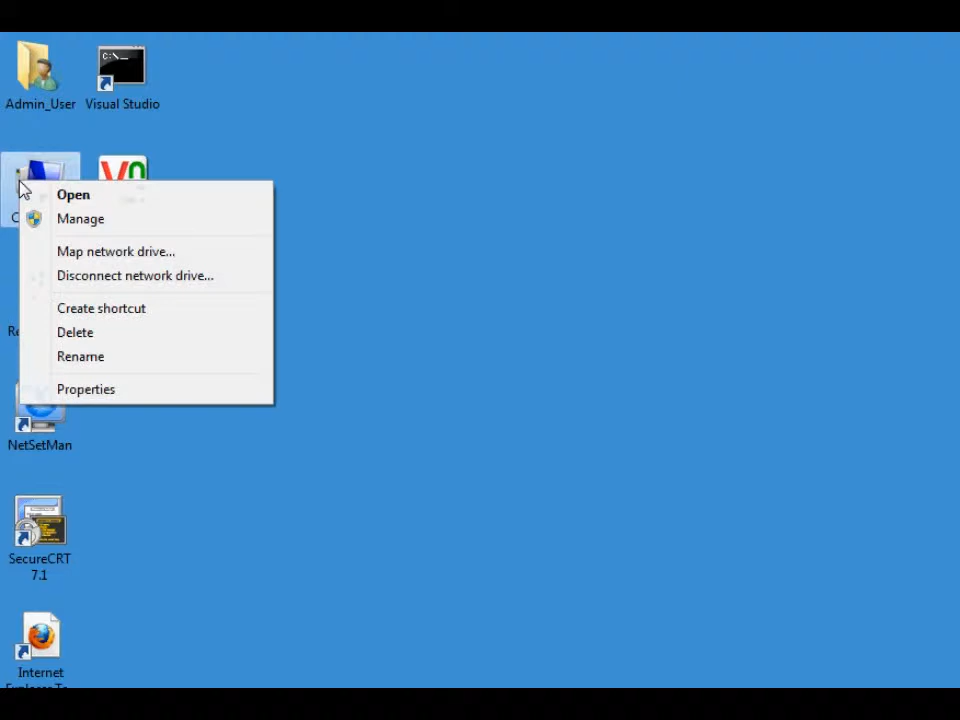 Admin_User
Visual Studio
Open
Manage
Map network drive...
Disconnect network drive...
Create shortcut
Delete
Rename
Properties
NetSetMan
SecureCRT
7.1
Internet